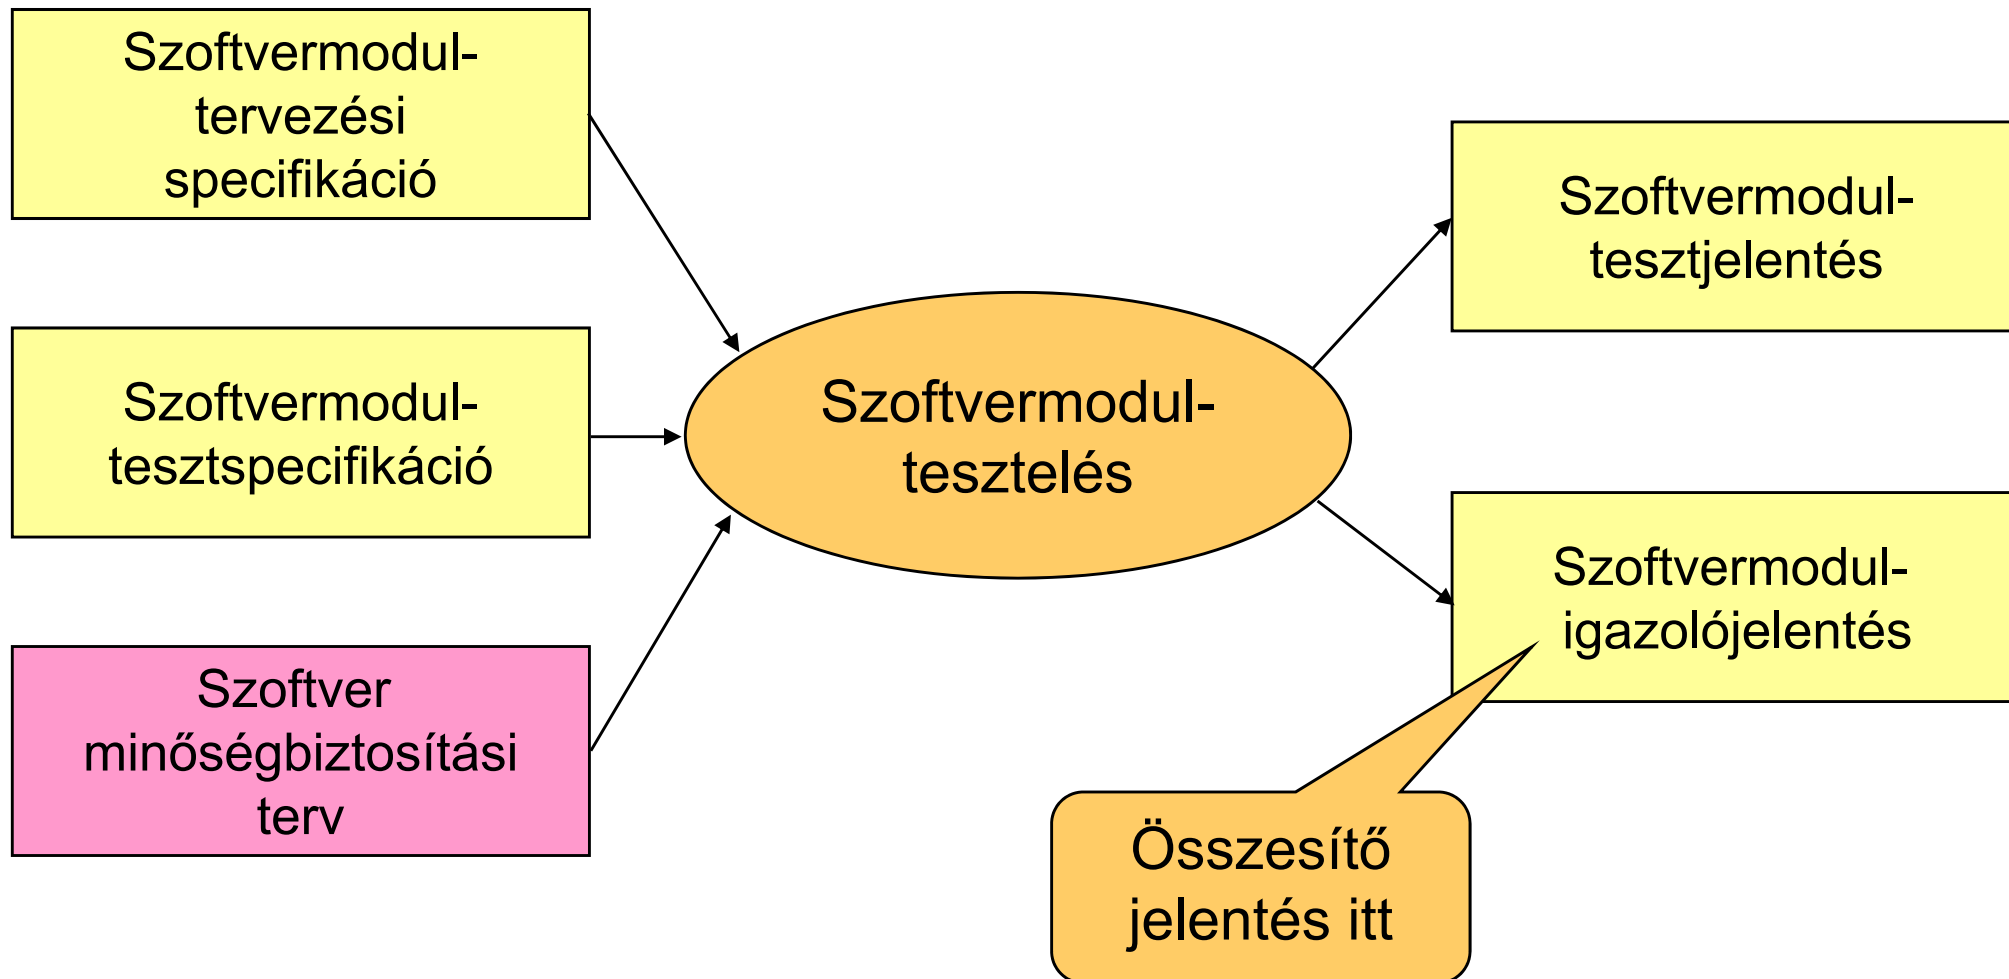 Szoftvermodul-
tervezési
specifikáció
Szoftvermodul-
tesztspecifikáció
Szoftver
minőségbiztosítási
terv
Szoftvermodul-
tesztelés
Szoftvermodul-
tesztjelentés
Szoftvermodul-
igazolójelentés
Összesítő
jelentés itt